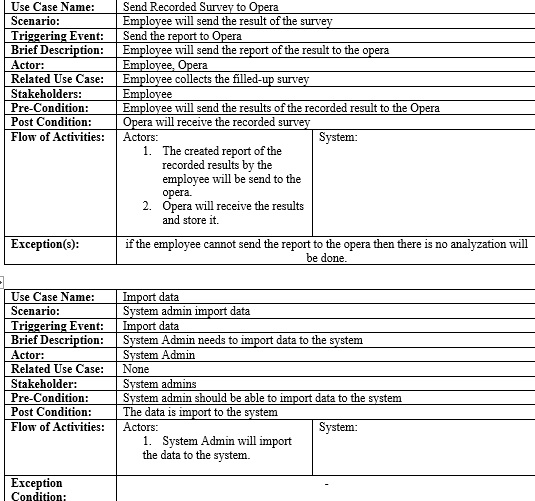 Use Case Name: Send Recorded Survey to Opera
Scenario: Employee will send the result of the survey
Triggering Event: Send the report to Opera
Brief Description: Employee will send the report of the result to the opera
Actor: Employee, Opera
Related Use Case: Employee collects the filled-up survey
Stakeholders: Employee
Pre-Condition: Employee will send the results of the recorded result to the Opera
Post Condition: Opera will receive the recorded survey
Flow of Activities: Actors: System:
1. The created report of the
recorded results by the
employee will be send to the
opera.
2. Opera will receive the results
and store it.
Exception(s): if the employee cannot send the report to the opera then there is no analyzation will
be done.
Use Case Name: Import data
Scenario: System admin import data
Triggering Event: Import data
Brief Description: System Admin needs to import data to the system
Actor: System Admin
Related Use Case: None
Stakeholder: System admins
Pre-Condition: System admin should be able to import data to the system
Post Condition: The data is import to the system
Flow of Activities: Actors: System:
1. System Admin will import
the data to the system.
Exception -
Condition: